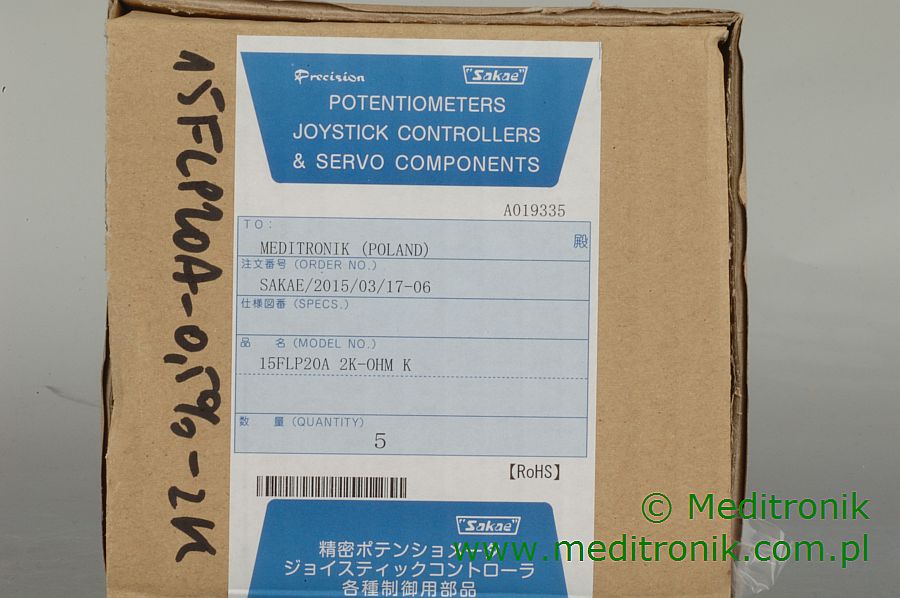 15FLP20A-0,5%-2K
Precision
"Sakae"
POTENTIOMETERS
JOYSTICK CONTROLLERS
& SERVO COMPONENTS
A019335
TO:
MEDITRONIK (POLAND) 殿
注文番号 (ORDER NO.)
SAKAE/2015/03/17-06
仕様図番 (SPECS.)
品 名 (MODEL NO.)
15FLP20A 2K-OHM K
数 量 (QUANTITY)
5
【RoHS】
"Sakae"
精密ポテンショメータ
ジョイスティックコントローラ
各種制御用部品
© Meditronik
www.meditronik.com.pl